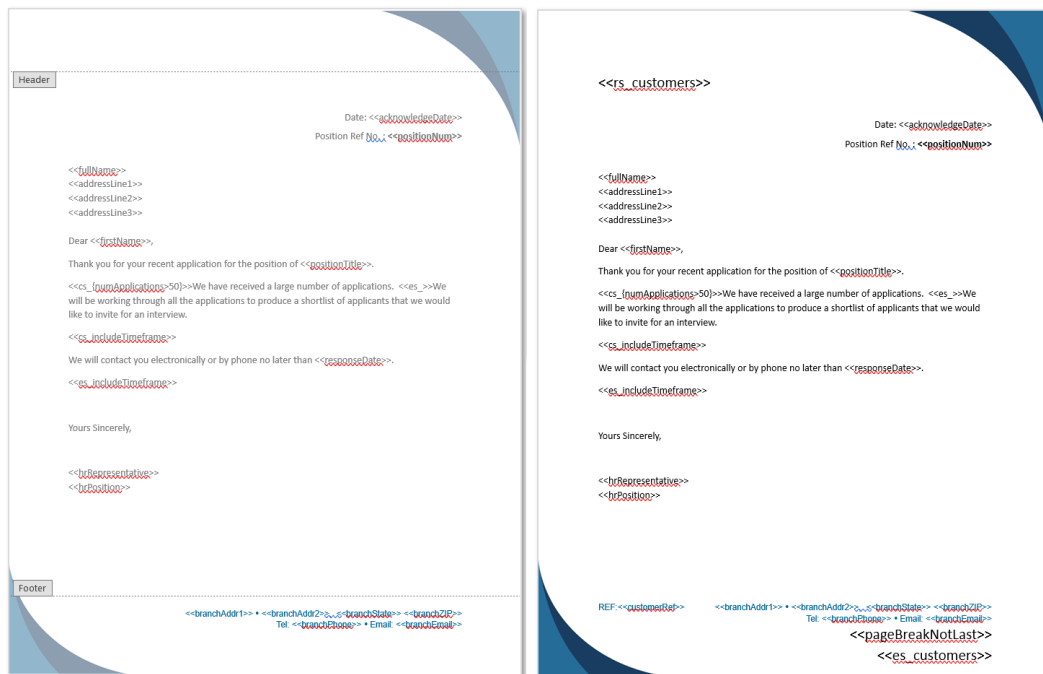 Header
Date: <<acknowledgeDate>>
Position Ref No. : <<positionNum>>
<<fullName>>
<<addressLine1>>
<<addressLine2>>
<<addressLine3>>
Dear <<firstName>>,
Thank you for your recent application for the position of <<positionTitle>>.
<<cs_{numApplications>50}>>We have received a large number of applications.  <<es_>>We
will be working through all the applications to produce a shortlist of applicants that we would
like to invite for an interview.
<<cs_includeTimeframe>>
We will contact you electronically or by phone no later than <<responseDate>>.
<<es_includeTimeframe>>
Yours Sincerely,
<<hrRepresentative>>
<<hrPosition>>
Footer
<<branchAddr1>> • <<branchAddr2>>, <<branchState>> <<branchZIP>>
Tel: <<branchPhone>> • Email: <<branchEmail>>
<<rs_customers>>
Date: <<acknowledgeDate>>
Position Ref No. : <<positionNum>>
<<fullName>>
<<addressLine1>>
<<addressLine2>>
<<addressLine3>>
Dear <<firstName>>,
Thank you for your recent application for the position of <<positionTitle>>.
<<cs_{numApplications>50}>>We have received a large number of applications.  <<es_>>We
will be working through all the applications to produce a shortlist of applicants that we would
like to invite for an interview.
<<cs_includeTimeframe>>
We will contact you electronically or by phone no later than <<responseDate>>.
<<es_includeTimeframe>>
Yours Sincerely,
<<hrRepresentative>>
<<hrPosition>>
REF:<<customerRef>> <<branchAddr1>> • <<branchAddr2>>, <<branchState>> <<branchZIP>>
Tel: <<branchPhone>> • Email: <<branchEmail>>
<<pageBreakNotLast>>
<<es_customers>>